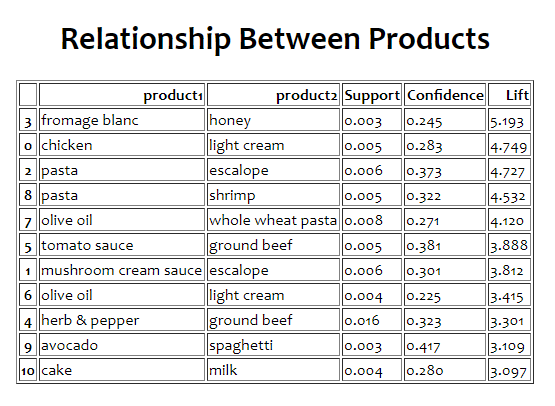 Relationship Between Products
product1 product2 Support Confidence Lift
3 fromage blanc honey 0.003 0.245 5.193
0 chicken light cream 0.005 0.283 4.749
2 pasta escalope 0.006 0.373 4.727
8 pasta shrimp 0.005 0.322 4.532
7 olive oil whole wheat pasta 0.008 0.271 4.120
5 tomato sauce ground beef 0.005 0.381 3.888
1 mushroom cream sauce escalope 0.006 0.301 3.812
6 olive oil light cream 0.004 0.225 3.415
4 herb & pepper ground beef 0.016 0.323 3.301
9 avocado spaghetti 0.003 0.417 3.109
10 cake milk 0.004 0.280 3.097